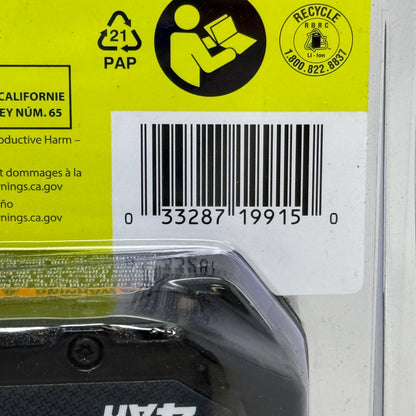 21
PAP
RECYCLE
RBRC
Li-Ion
1.800.822.8837
CALIFORNIE
EY NÚM. 65
oductive Harm –
t dommages à la
nings.ca.gov
ño
nings.ca.gov
0 33287 19915 0